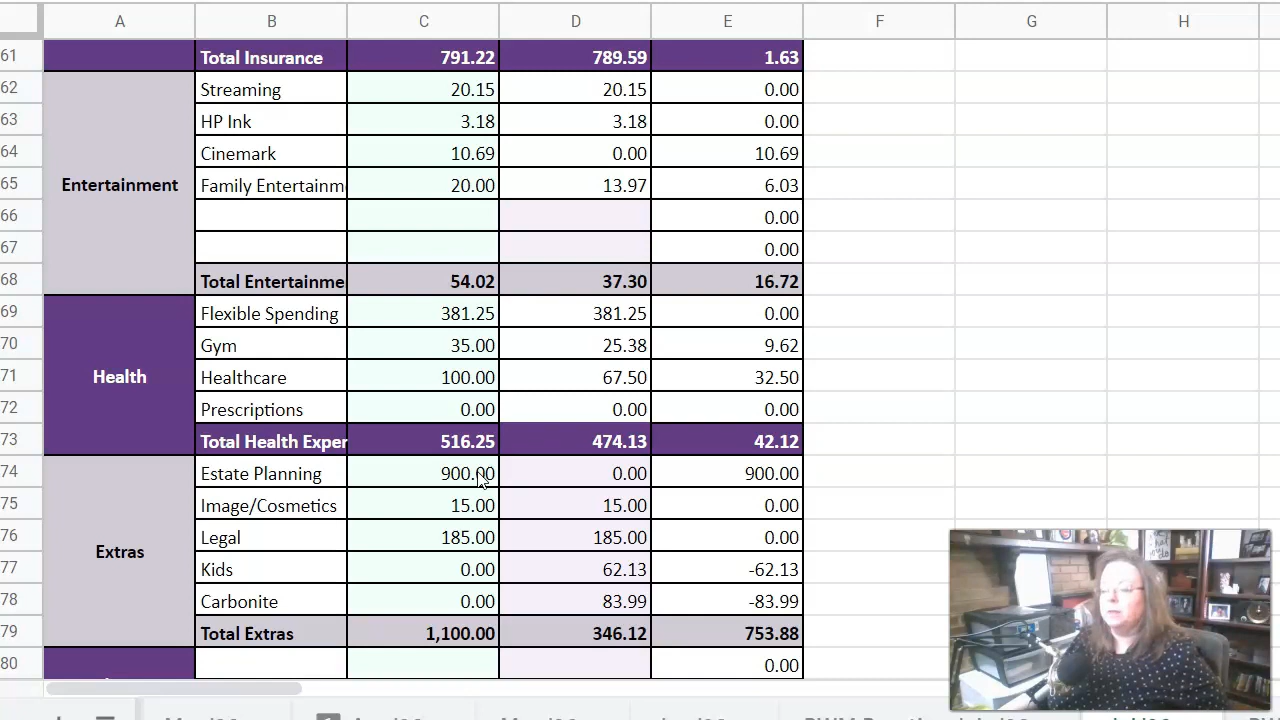 A B C D E F G H
61 Total Insurance 791.22 789.59 1.63
62 Streaming 20.15 20.15 0.00
63 HP Ink 3.18 3.18 0.00
64 Cinemark 10.69 0.00 10.69
65 Entertainment Family Entertainm 20.00 13.97 6.03
66 0.00
67 0.00
68 Total Entertainme 54.02 37.30 16.72
69 Flexible Spending 381.25 381.25 0.00
70 Gym 35.00 25.38 9.62
71 Health Healthcare 100.00 67.50 32.50
72 Prescriptions 0.00 0.00 0.00
73 Total Health Exper 516.25 474.13 42.12
74 Estate Planning 900.00 0.00 900.00
75 Image/Cosmetics 15.00 15.00 0.00
76 Extras Legal 185.00 185.00 0.00
77 Kids 0.00 62.13 -62.13
78 Carbonite 0.00 83.99 -83.99
79 Total Extras 1,100.00 346.12 753.88
80 0.00